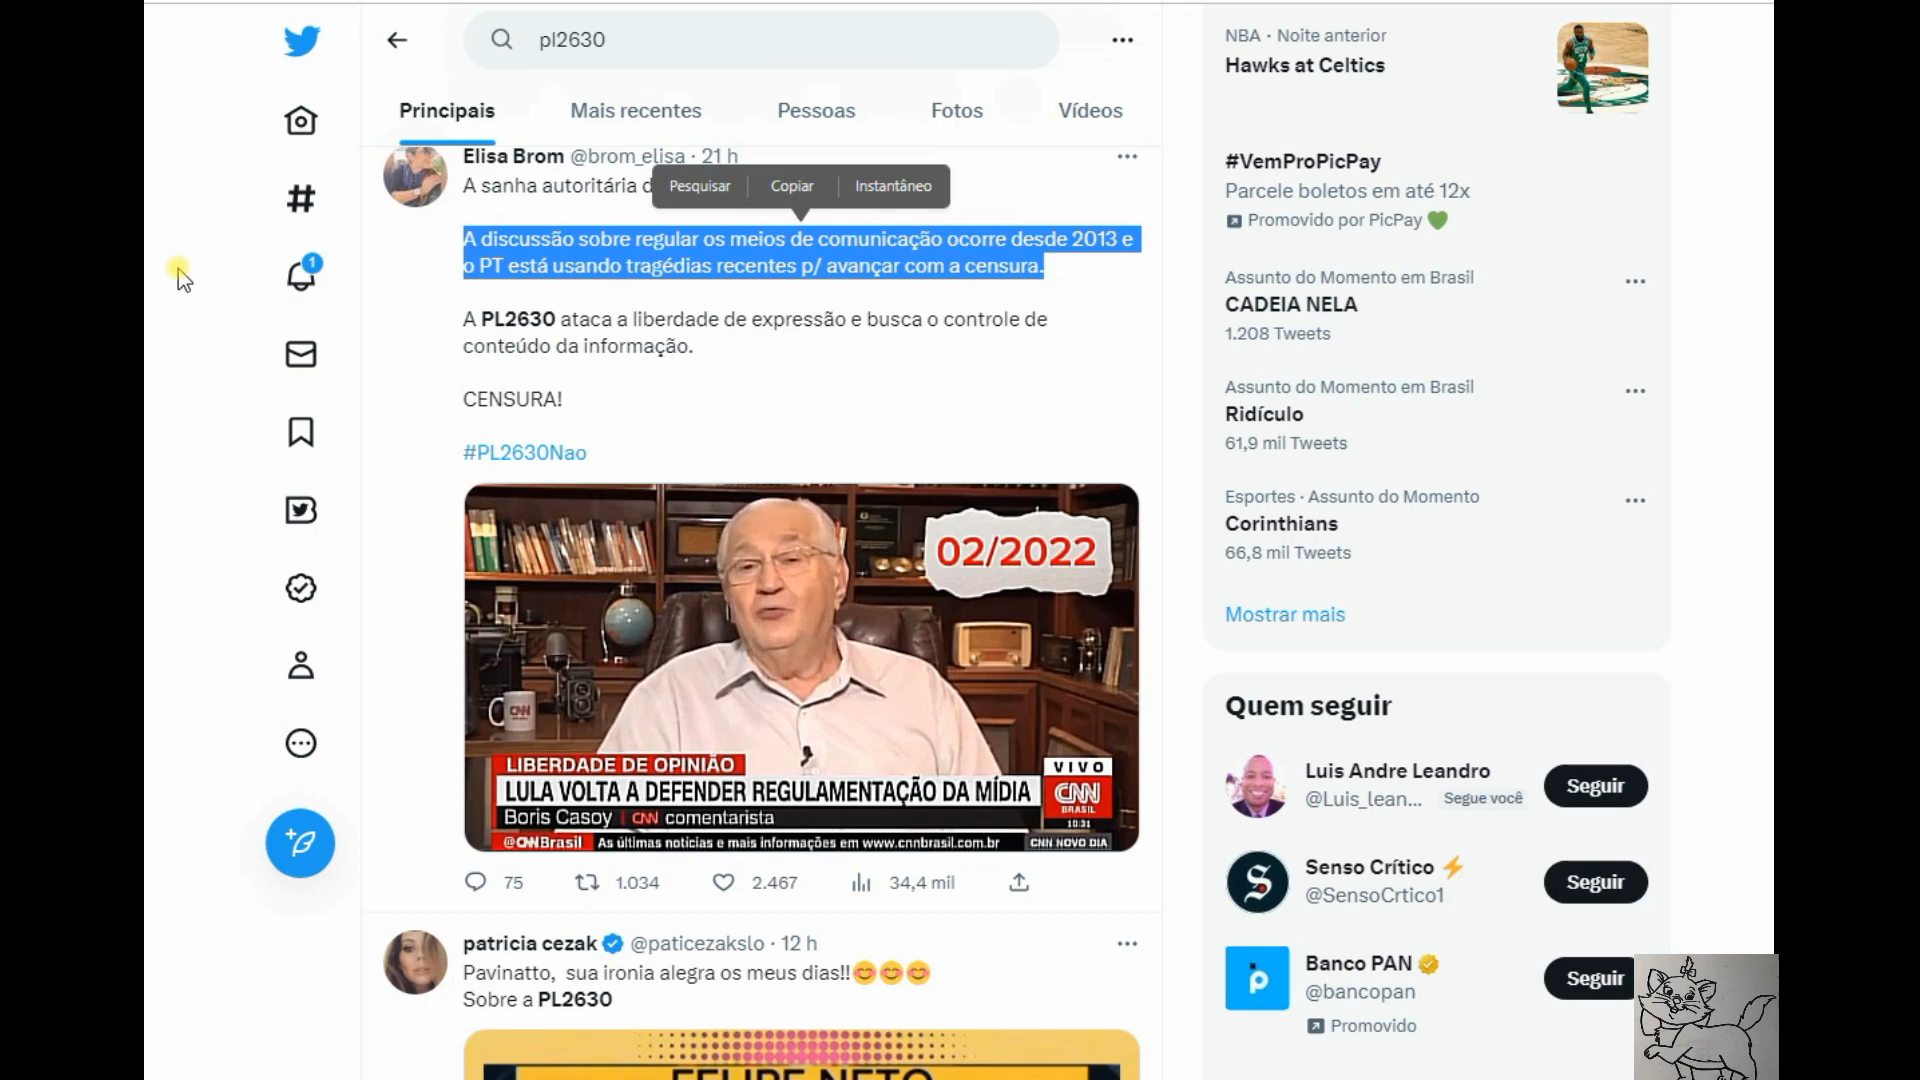 pl2630
Principais
Mais recentes
Pessoas
Fotos
Vídeos
Elisa Brom @brom_elisa · 21 h
A sanha autoritária d
Pesquisar
Copiar
Instantâneo
A discussão sobre regular os meios de comunicação ocorre desde 2013 e
o PT está usando tragédias recentes p/ avançar com a censura.
A PL2630 ataca a liberdade de expressão e busca o controle de
conteúdo da informação.
CENSURA!
#PL2630Nao
02/2022
CNN
LIBERDADE DE OPINIÃO
LULA VOLTA A DEFENDER REGULAMENTAÇÃO DA MÍDIA
Boris Casoy | CNN comentarista
@CNNBrasil As últimas notícias e mais informações em www.cnnbrasil.com.br
VIVO
CNN
BRASIL
10:31
CNN NOVO DIA
75
1.034
2.467
34,4 mil
patricia cezak @paticezakslo · 12 h
Pavinatto, sua ironia alegra os meus dias!!😊😊😊
Sobre a PL2630
FELIPE NETO
1
NBA · Noite anterior
Hawks at Celtics
#VemProPicPay
Parcele boletos em até 12x
Promovido por PicPay 💚
Assunto do Momento em Brasil
CADEIA NELA
1.208 Tweets
Assunto do Momento em Brasil
Ridículo
61,9 mil Tweets
Esportes · Assunto do Momento
Corinthians
66,8 mil Tweets
Mostrar mais
Quem seguir
Luis Andre Leandro
@Luis_lean... Segue você
Seguir
Senso Crítico ⚡
@SensoCrtico1
Seguir
Banco PAN
@bancopan
Seguir
Promovido